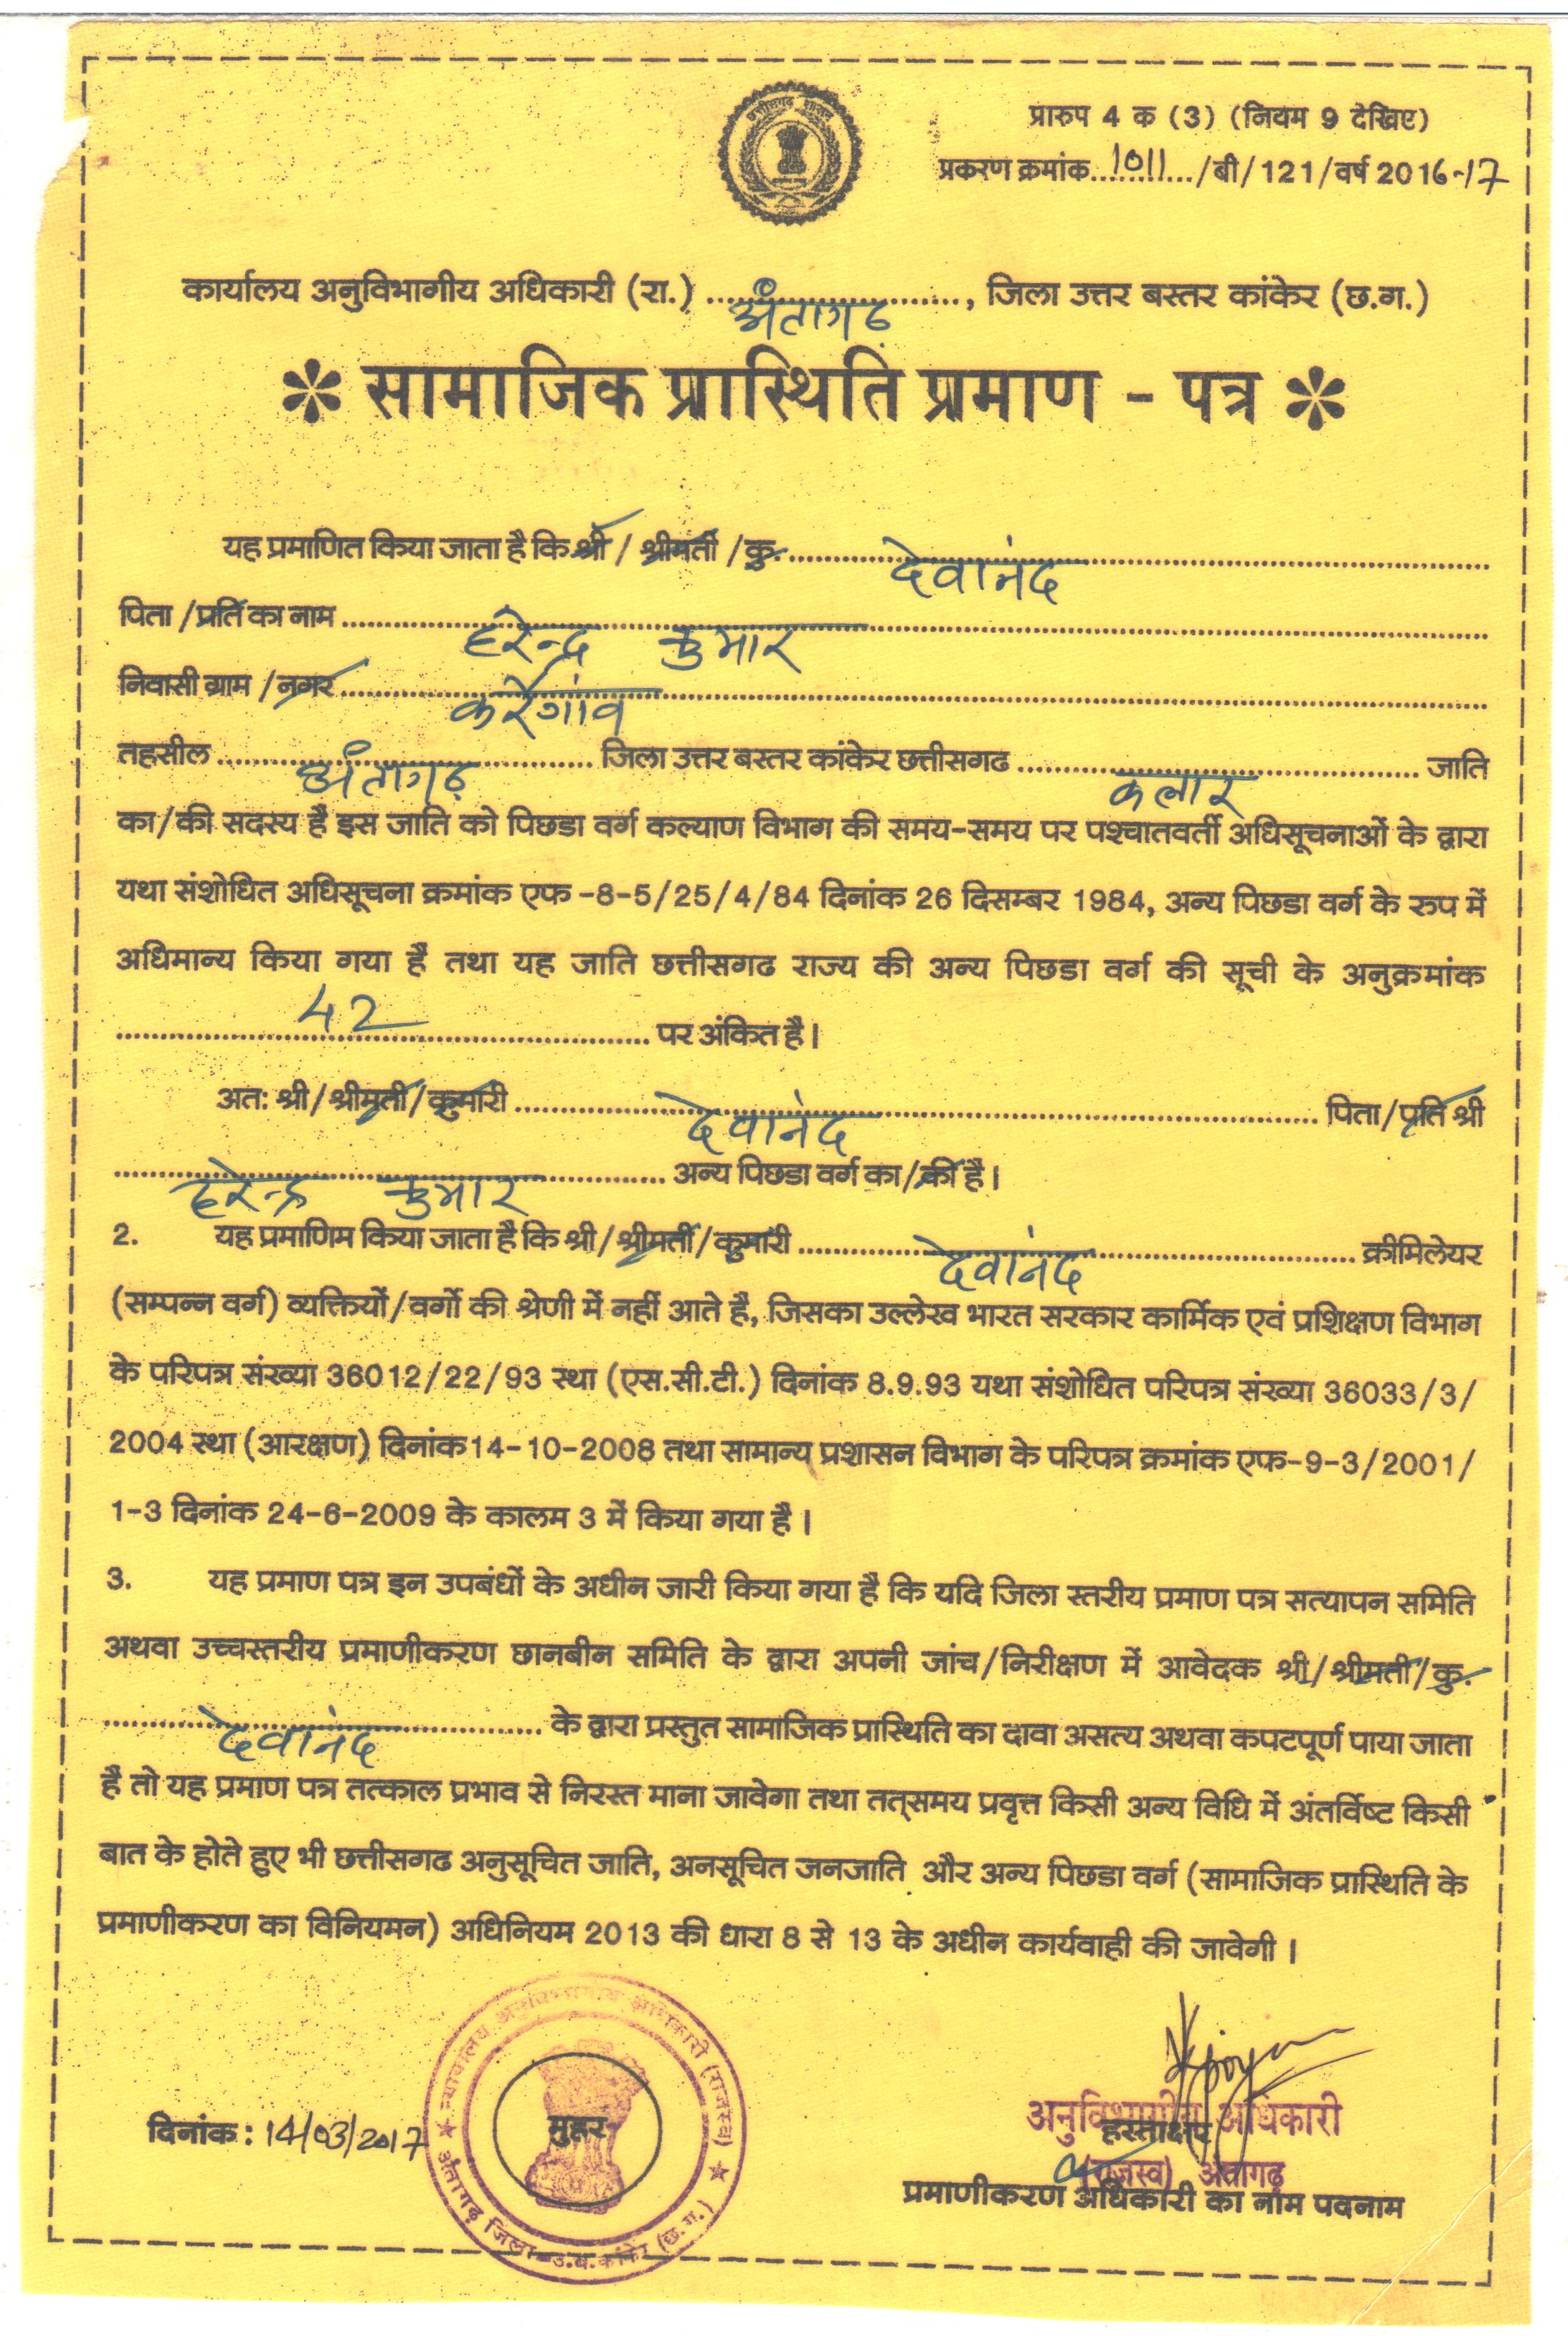 प्रारुप 4 क (3) (नियम 9 देखिए)
प्रकरण क्रमांक..1011.../बी/121/वर्ष 2016-17
कार्यालय अनुविभागीय अधिकारी (रा.) अंतागढ, जिला उत्तर बस्तर कांकेर (छ.ग.)
सामाजिक प्रास्थिति प्रमाण - पत्र
यह प्रमाणित किया जाता है कि श्री / श्रीमती / कु. देवानंद
पिता / प्रति का नाम हरेन्द्र कुमार
निवासी ग्राम / नगर कर्रेगांव
तहसील अंतागढ़ जिला उत्तर बस्तर कांकेर छत्तीसगढ कलार जाति
का/की सदस्य है इस जाति को पिछडा वर्ग कल्याण विभाग की समय-समय पर पश्चातवर्ती अधिसूचनाओं के द्वारा
यथा संशोधित अधिसूचना क्रमांक एफ -8-5/25/4/84 दिनांक 26 दिसम्बर 1984, अन्य पिछडा वर्ग के रुप में
अधिमान्य किया गया है तथा यह जाति छत्तीसगढ राज्य की अन्य पिछडा वर्ग की सूची के अनुक्रमांक
42 पर अंकित है।
अतः श्री/श्रीमती/कुमारी देवानंद पिता/प्रति श्री
हरेन्द्र कुमार अन्य पिछडा वर्ग का/की है।
2. यह प्रमाणिम किया जाता है कि श्री/श्रीमर्ती/कुमारी देवानंद क्रीमिलेयर
(सम्पन्न वर्ग) व्यक्तियों/वर्गो की श्रेणी में नहीं आते है, जिसका उल्लेख भारत सरकार कार्मिक एवं प्रशिक्षण विभाग
के परिपत्र संख्या 36012/22/93 स्था (एस.सी.टी.) दिनांक 8.9.93 यथा संशोधित परिपत्र संख्या 36033/3/
2004 स्था (आरक्षण) दिनांक 14-10-2008 तथा सामान्य प्रशासन विभाग के परिपत्र क्रमांक एफ-9-3/2001/
1-3 दिनांक 24-6-2009 के कालम 3 में किया गया है।
3. यह प्रमाण पत्र इन उपबंधों के अधीन जारी किया गया है कि यदि जिला स्तरीय प्रमाण पत्र सत्यापन समिति
अथवा उच्चस्तरीय प्रमाणीकरण छानबीन समिति के द्वारा अपनी जांच/निरीक्षण में आवेदक श्री/श्रीमती/कु.
देवानंद के द्वारा प्रस्तुत सामाजिक प्रास्थिति का दावा असत्य अथवा कपटपूर्ण पाया जाता
है तो यह प्रमाण पत्र तत्काल प्रभाव से निरस्त माना जावेगा तथा तत्समय प्रवृत्त किसी अन्य विधि में अंतर्विष्ट किसी
बात के होते हुए भी छत्तीसगढ अनुसूचित जाति, अनसूचित जनजाति और अन्य पिछडा वर्ग (सामाजिक प्रास्थिति के
प्रमाणीकरण का विनियमन) अधिनियम 2013 की धारा 8 से 13 के अधीन कार्यवाही की जावेगी।
न्यायालय अनुविभागीय अधिकारी (राजस्व)
अंतागढ़ जिला-उ.ब.कांकेर (छ.ग.)
मुहर
दिनांक : 14/03/2017
अनुविभागीय अधिकारी
हस्ताक्षर
(राजस्व) अंतागढ़
प्रमाणीकरण अधिकारी का नाम पवनाम